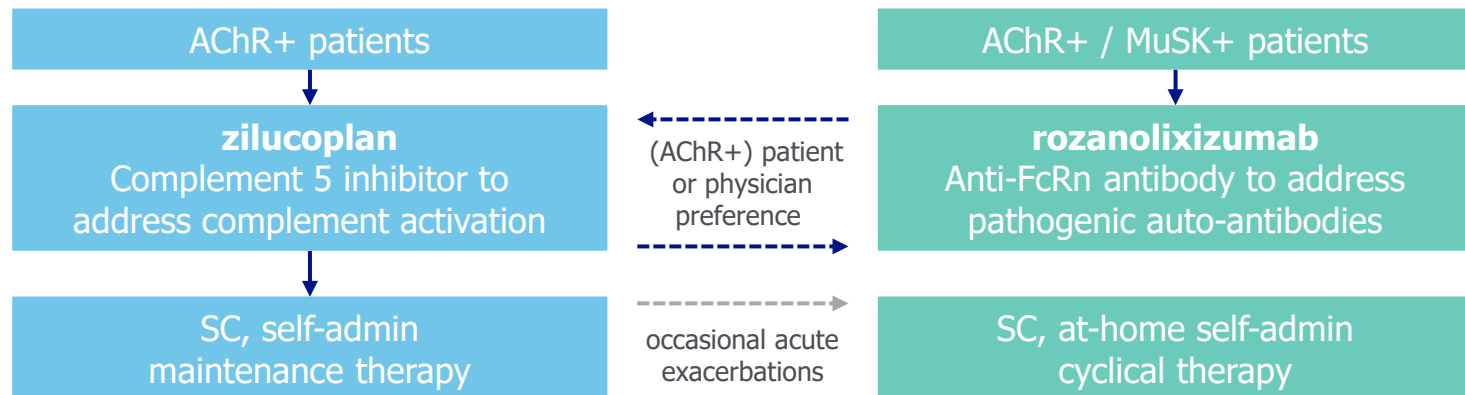 AChR+ patients
zilucoplan
Complement 5 inhibitor to
address complement activation
SC, self-admin
maintenance therapy
(AChR+) patient
or physician
preference
occasional acute
exacerbations
AChR+ / MuSK+ patients
rozanolixizumab
Anti-FcRn antibody to address
pathogenic auto-antibodies
SC, at-home self-admin
cyclical therapy